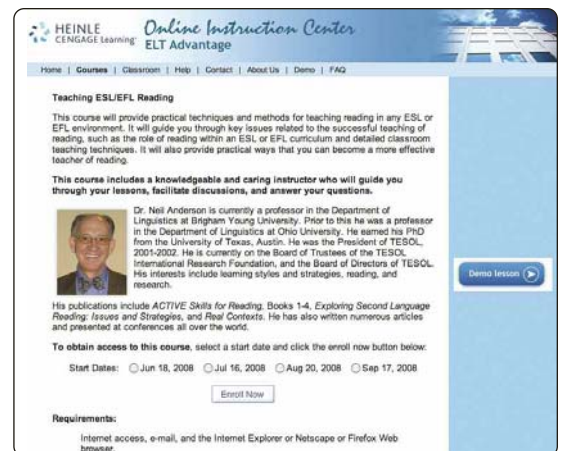 HEINLE
CENGAGE Learning
Online Instruction Center
ELT Advantage
Home | Courses | Classroom | Help | Contact | About Us | Demo | FAQ
Teaching ESL/EFL Reading
This course will provide practical techniques and methods for teaching reading in any ESL or
EFL environment. It will guide you through key issues related to the successful teaching of
reading, such as the role of reading within an ESL or EFL curriculum and detailed classroom
teaching techniques. It will also provide practical ways that you can become a more effective
teacher of reading.
This course includes a knowledgeable and caring instructor who will guide you
through your lessons, facilitate discussions, and answer your questions.
Dr. Neil Anderson is currently a professor in the Department of
Linguistics at Brigham Young University. Prior to this he was a professor
in the Department of Linguistics at Ohio University. He earned his PhD
from the University of Texas, Austin. He was the President of TESOL,
2001-2002. He is currently on the Board of Trustees of the TESOL
International Research Foundation, and the Board of Directors of TESOL.
His interests include learning styles and strategies, reading, and
research.
Demo lesson
His publications include ACTIVE Skills for Reading, Books 1-4, Exploring Second Language
Reading: Issues and Strategies, and Real Contexts. He has also written numerous articles
and presented at conferences all over the world.
To obtain access to this course, select a start date and click the enroll now button below:
Start Dates: Jun 18, 2008 Jul 16, 2008 Aug 20, 2008 Sep 17, 2008
Enroll Now
Requirements:
Internet access, e-mail, and the Internet Explorer or Netscape or Firefox Web
browser.